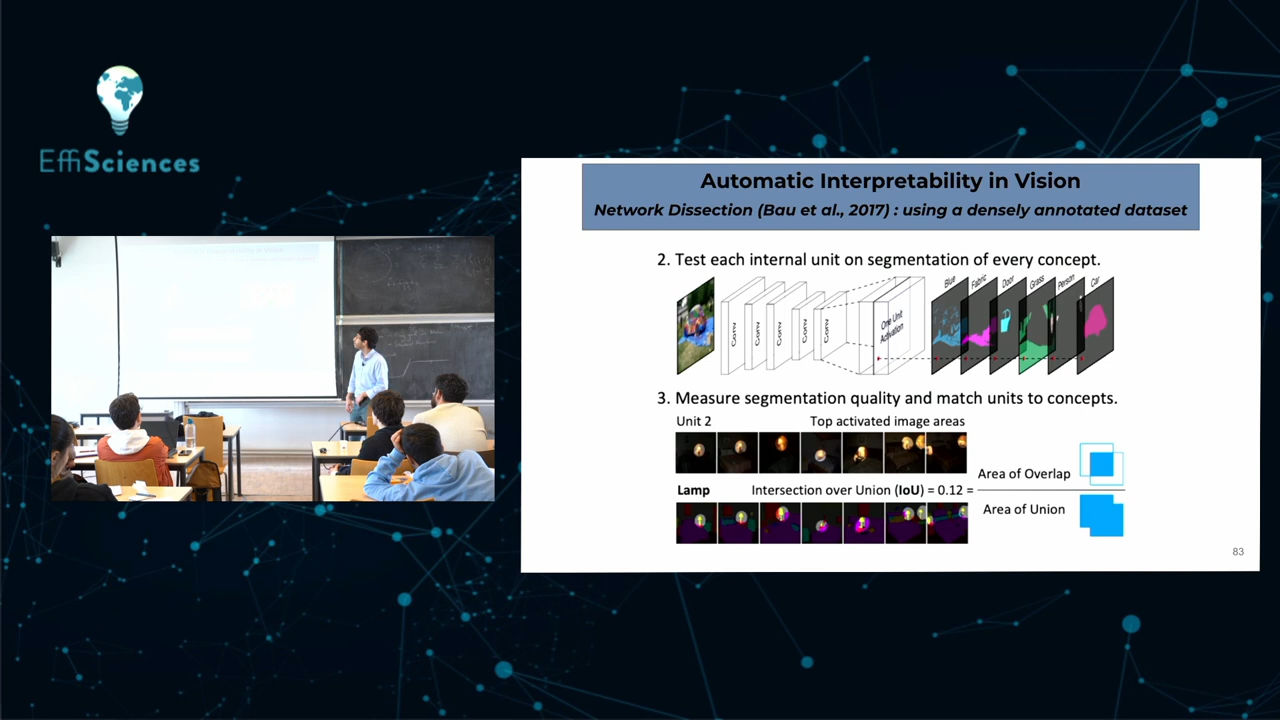 EffiSciences
Automatic Interpretability in Vision
Network Dissection (Bau et al., 2017) : using a densely annotated dataset
2. Test each internal unit on segmentation of every concept.
Blue
Fabric
Door
Grass
Person
Car
Conv
Conv
Conv
Conv
Conv
One Unit
Activation
3. Measure segmentation quality and match units to concepts.
Unit 2
Top activated image areas
Lamp
Intersection over Union (IoU) = 0.12 =
Area of Overlap
Area of Union
83